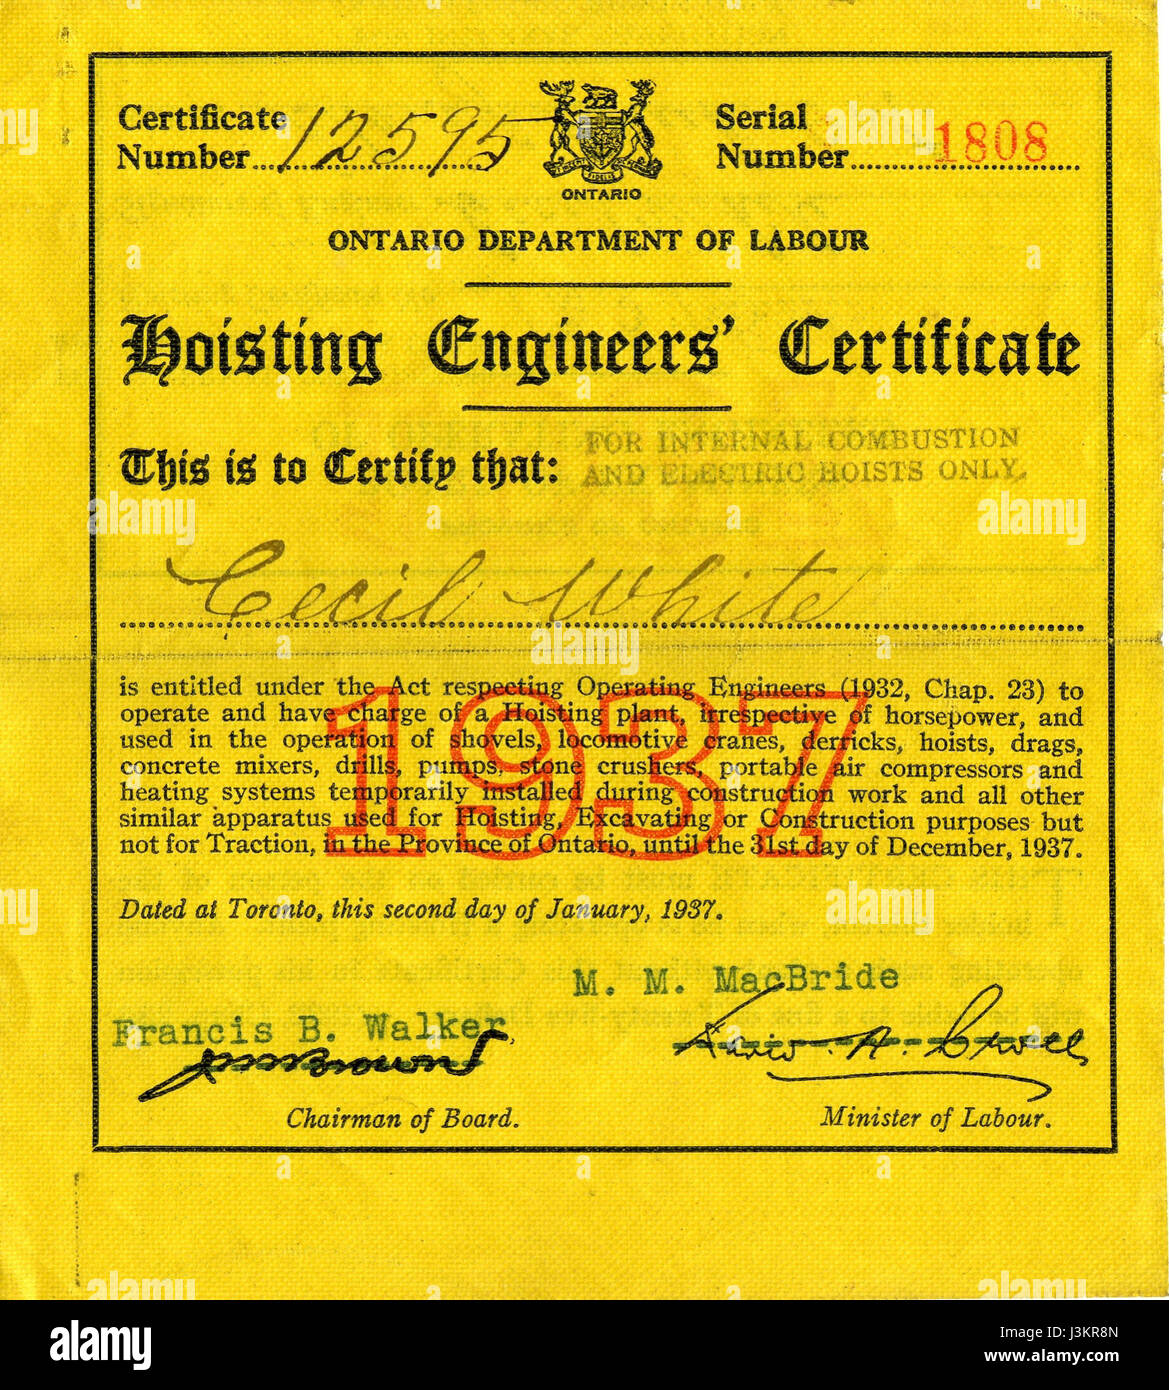 Certificate
Number 12595
ONTARIO
Serial
Number 1808
ONTARIO DEPARTMENT OF LABOUR
Hoisting Engineers' Certificate
This is to Certify that:
FOR INTERNAL COMBUSTION
AND ELECTRIC HOISTS ONLY.
Cecil White
1937
is entitled under the Act respecting Operating Engineers (1932, Chap. 23) to
operate and have charge of a Hoisting plant, irrespective of horsepower, and
used in the operation of shovels, locomotive cranes, derricks, hoists, drags,
concrete mixers, drills, pumps, stone crushers, portable air compressors and
heating systems temporarily installed during construction work and all other
similar apparatus used for Hoisting, Excavating or Construction purposes but
not for Traction, in the Province of Ontario, until the 31st day of December, 1937.
Dated at Toronto, this second day of January, 1937.
M. M. MacBride
Francis B. Walker
Chairman of Board.
Minister of Labour.
alamy
alamy
Image ID: J3KR8N
www.alamy.com